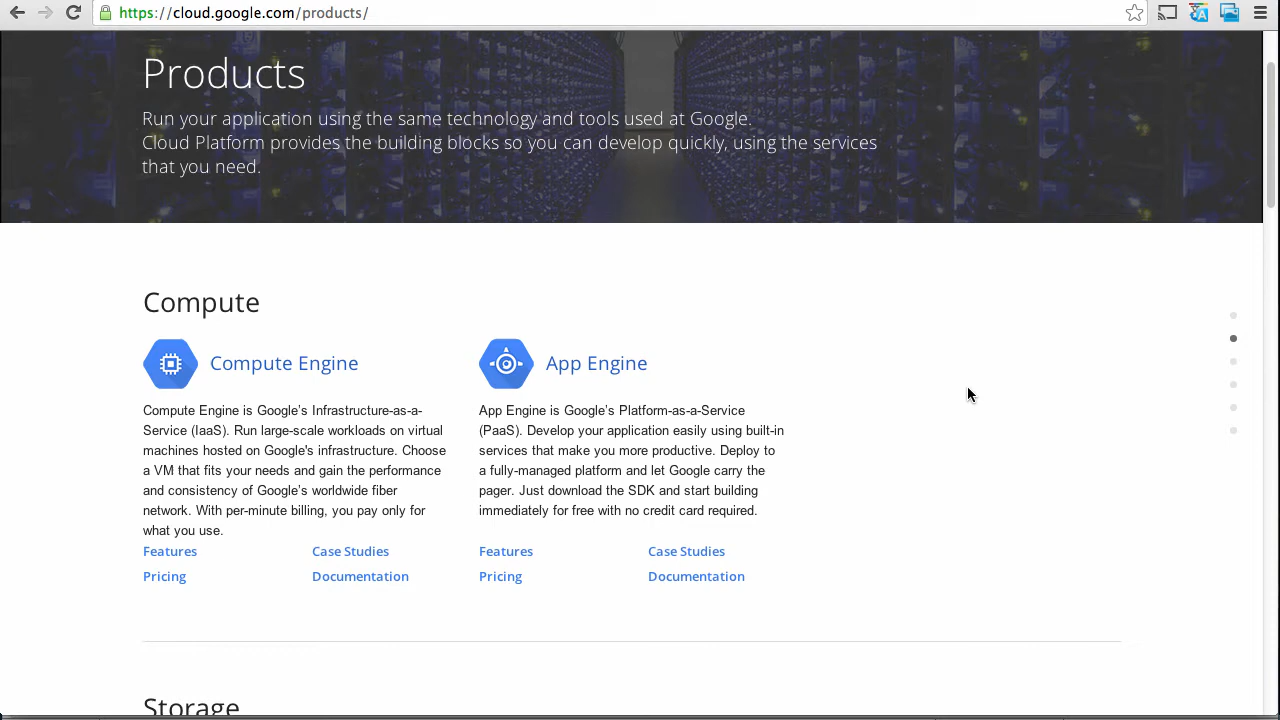 https://cloud.google.com/products/
Products
Run your application using the same technology and tools used at Google.
Cloud Platform provides the building blocks so you can develop quickly, using the services
that you need.
Compute
Compute Engine
Compute Engine is Google's Infrastructure-as-a-
Service (IaaS). Run large-scale workloads on virtual
machines hosted on Google's infrastructure. Choose
a VM that fits your needs and gain the performance
and consistency of Google's worldwide fiber
network. With per-minute billing, you pay only for
what you use.
Features Case Studies
Pricing Documentation
App Engine
App Engine is Google's Platform-as-a-Service
(PaaS). Develop your application easily using built-in
services that make you more productive. Deploy to
a fully-managed platform and let Google carry the
pager. Just download the SDK and start building
immediately for free with no credit card required.
Features Case Studies
Pricing Documentation
Storage